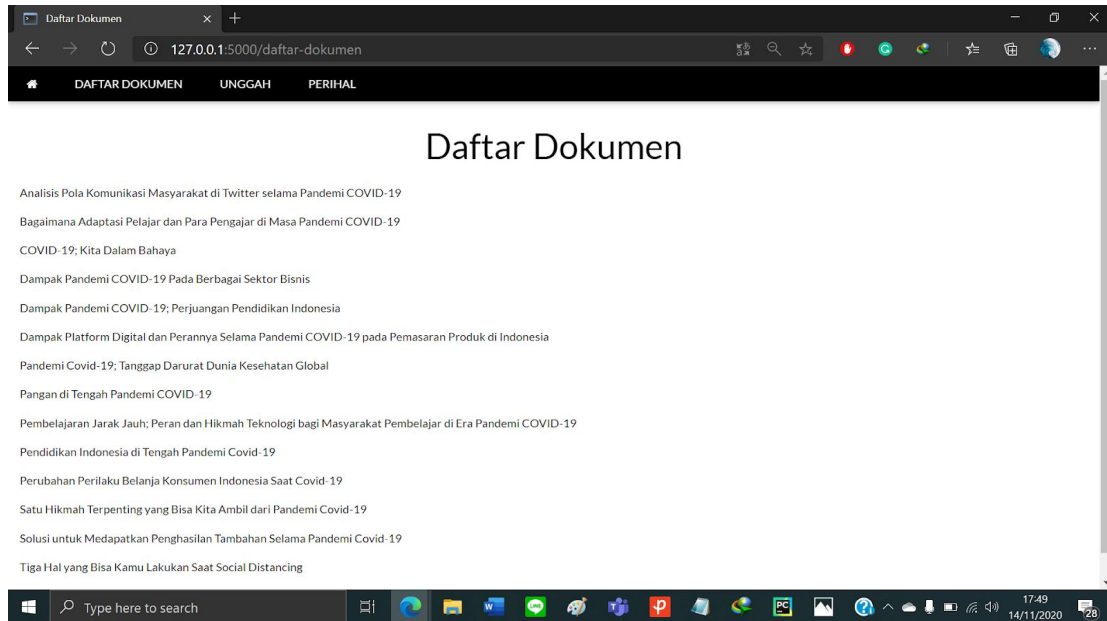 Daftar Dokumen
127.0.0.1:5000/daftar-dokumen
DAFTAR DOKUMEN UNGGAH PERIHAL
Daftar Dokumen
Analisis Pola Komunikasi Masyarakat di Twitter selama Pandemi COVID-19
Bagaimana Adaptasi Pelajar dan Para Pengajar di Masa Pandemi COVID-19
COVID-19; Kita Dalam Bahaya
Dampak Pandemi COVID-19 Pada Berbagai Sektor Bisnis
Dampak Pandemi COVID-19; Perjuangan Pendidikan Indonesia
Dampak Platform Digital dan Perannya Selama Pandemi COVID-19 pada Pemasaran Produk di Indonesia
Pandemi Covid-19; Tanggap Darurat Dunia Kesehatan Global
Pangan di Tengah Pandemi COVID-19
Pembelajaran Jarak Jauh; Peran dan Hikmah Teknologi bagi Masyarakat Pembelajar di Era Pandemi COVID-19
Pendidikan Indonesia di Tengah Pandemi Covid-19
Perubahan Perilaku Belanja Konsumen Indonesia Saat Covid-19
Satu Hikmah Terpenting yang Bisa Kita Ambil dari Pandemi Covid-19
Solusi untuk Medapatkan Penghasilan Tambahan Selama Pandemi Covid-19
Tiga Hal yang Bisa Kamu Lakukan Saat Social Distancing
Type here to search
17:49
14/11/2020
28